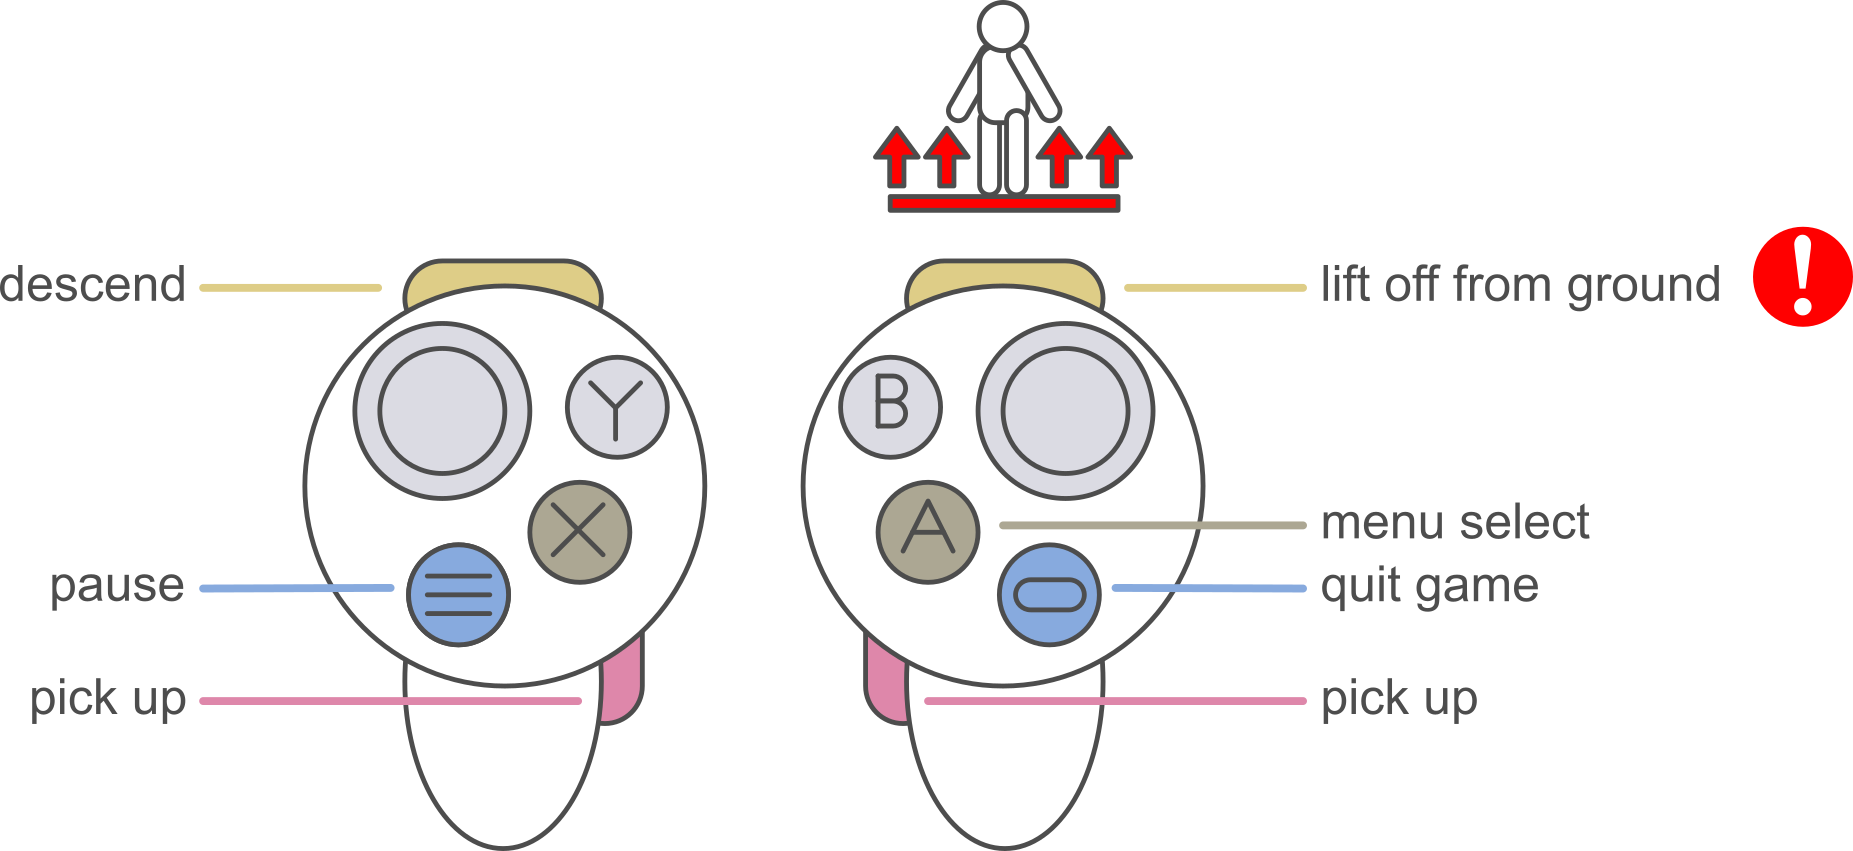 descend
lift off from ground
!
Y
B
X
A
menu select
pause
quit game
pick up
pick up